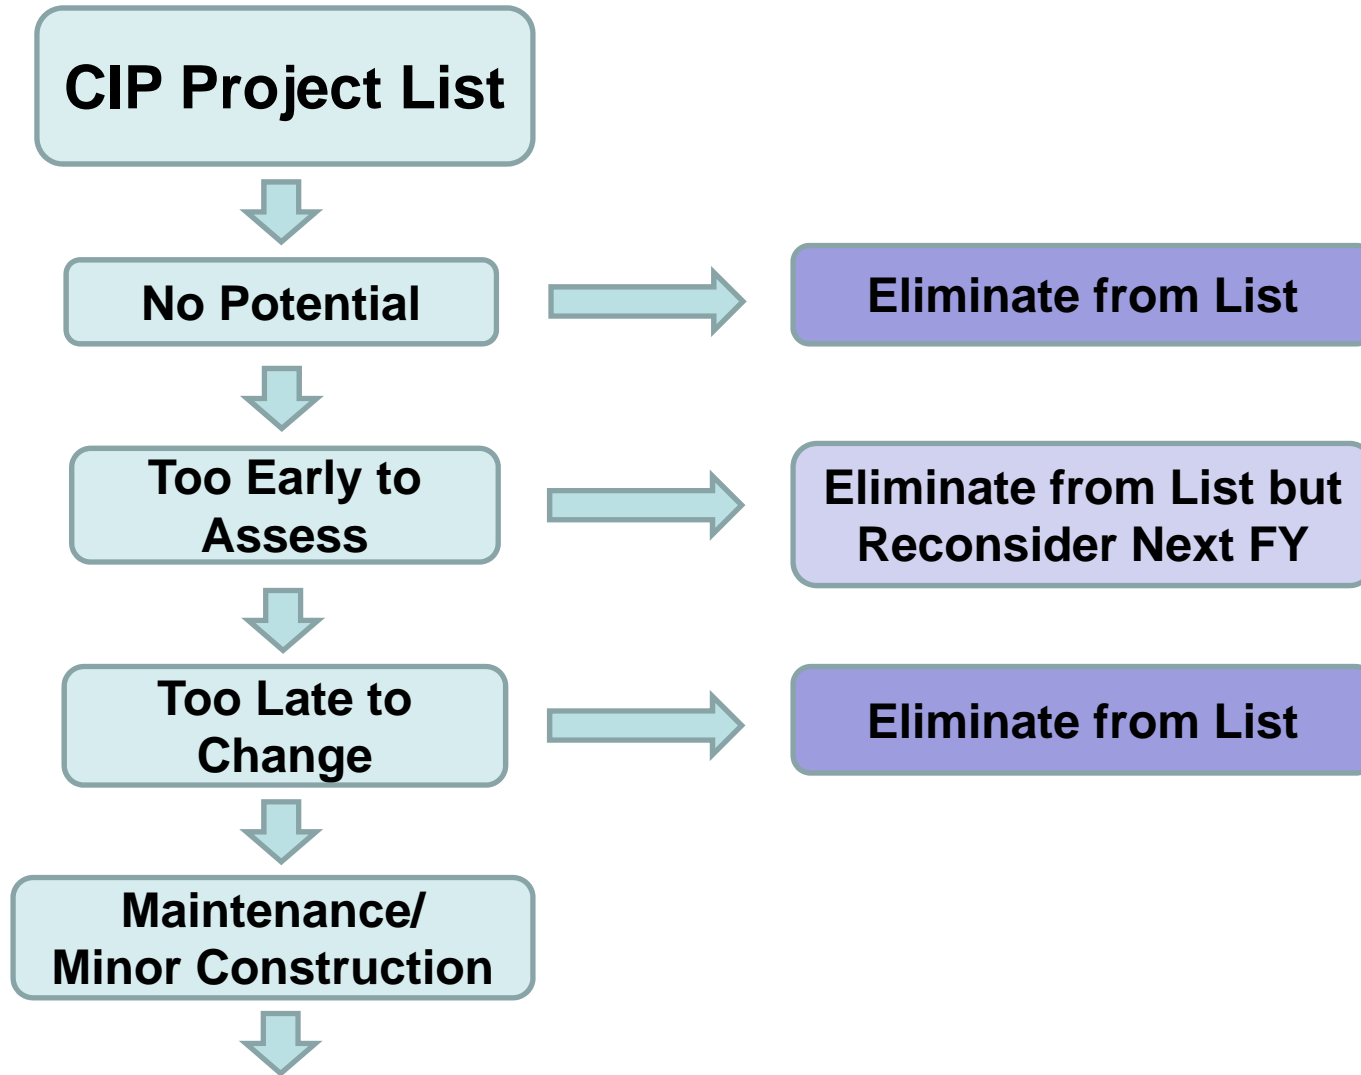 CIP Project List
No Potential
Eliminate from List
Too Early to
Assess
Eliminate from List but
Reconsider Next FY
Too Late to
Change
Eliminate from List
Maintenance/
Minor Construction